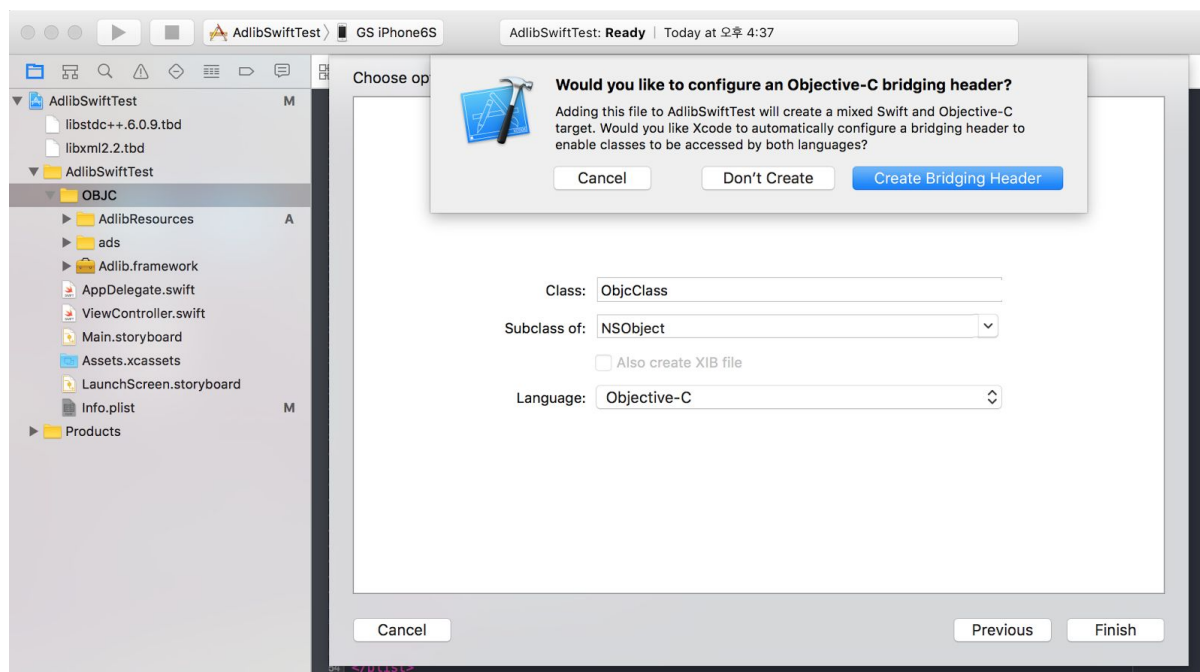 AdlibSwiftTest
GS iPhone6S
AdlibSwiftTest: Ready | Today at 오후 4:37
AdlibSwiftTest M
libstdc++.6.0.9.tbd
libxml2.2.tbd
AdlibSwiftTest
OBJC
AdlibResources A
ads
Adlib.framework
AppDelegate.swift
ViewController.swift
Main.storyboard
Assets.xcassets
LaunchScreen.storyboard
Info.plist M
Products
Choose op
Would you like to configure an Objective-C bridging header?
Adding this file to AdlibSwiftTest will create a mixed Swift and Objective-C
target. Would you like Xcode to automatically configure a bridging header to
enable classes to be accessed by both languages?
Cancel Don't Create Create Bridging Header
Class: ObjcClass
Subclass of: NSObject
Also create XIB file
Language: Objective-C
Cancel Previous Finish